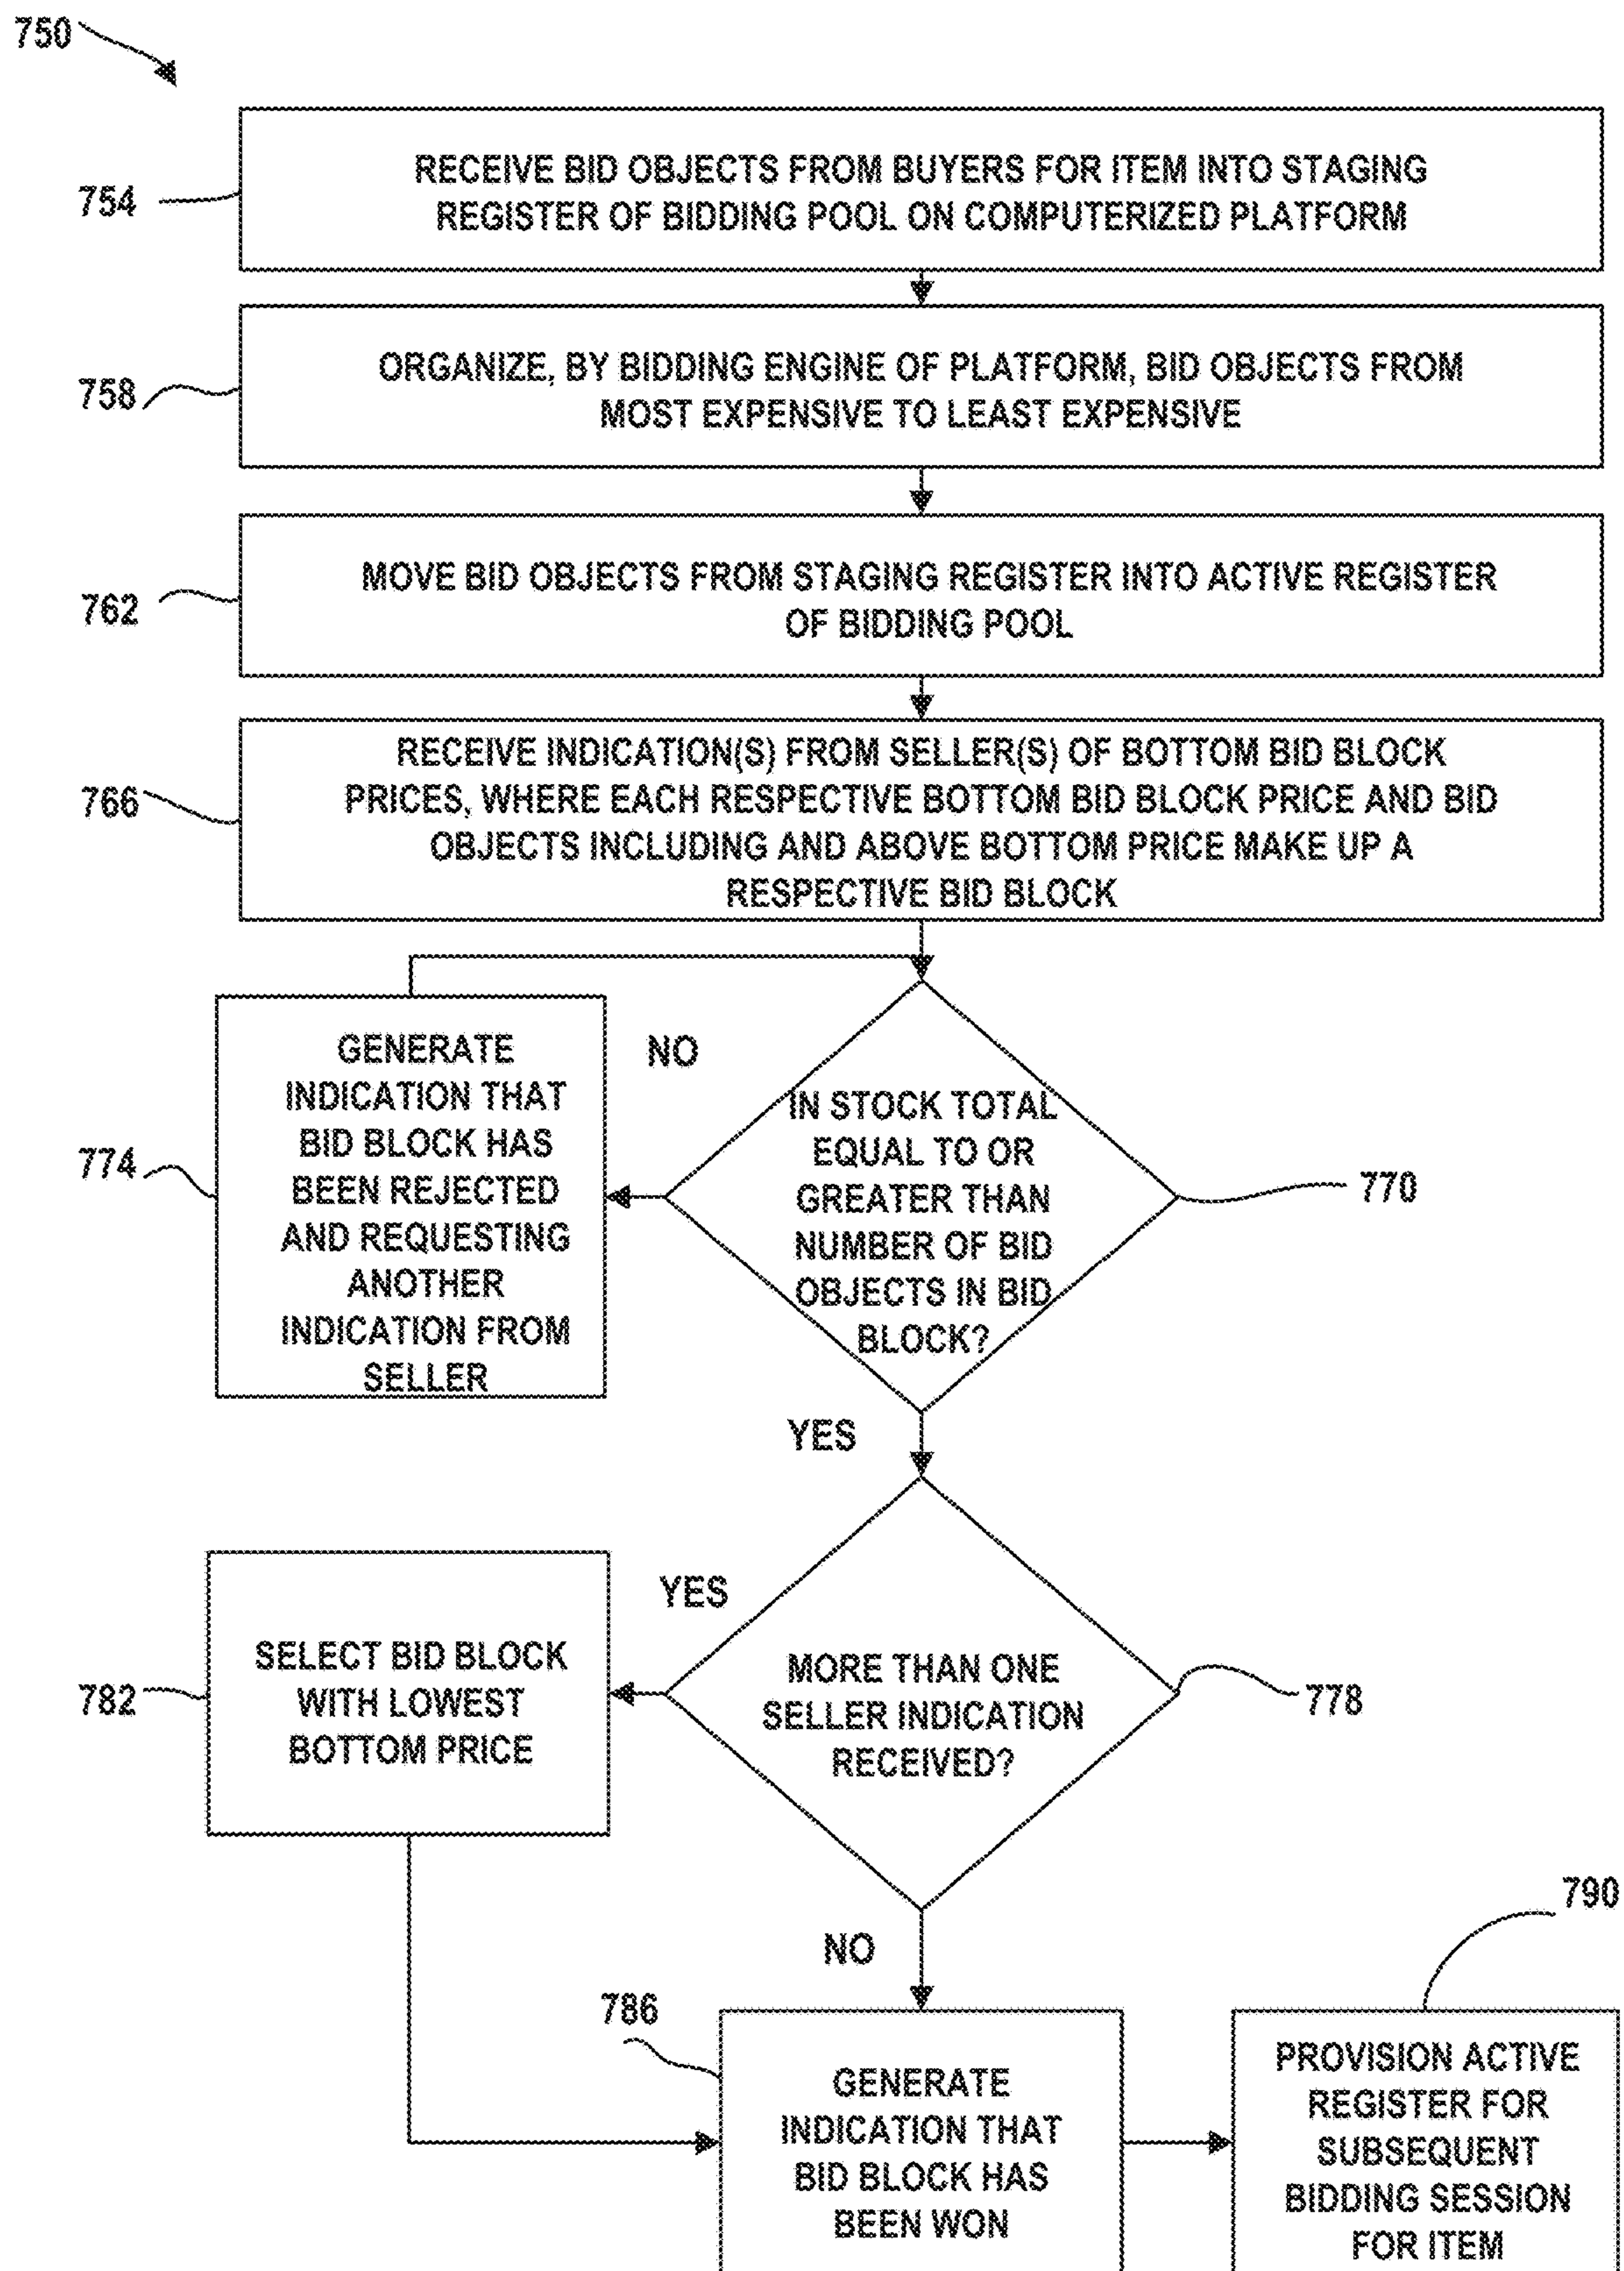 750
754
RECEIVE BID OBJECTS FROM BUYERS FOR ITEM INTO STAGING
REGISTER OF BIDDING POOL ON COMPUTERIZED PLATFORM
758
ORGANIZE, BY BIDDING ENGINE OF PLATFORM, BID OBJECTS FROM
MOST EXPENSIVE TO LEAST EXPENSIVE
762
MOVE BID OBJECTS FROM STAGING REGISTER INTO ACTIVE REGISTER
OF BIDDING POOL
766
RECEIVE INDICATION(S) FROM SELLER(S) OF BOTTOM BID BLOCK
PRICES, WHERE EACH RESPECTIVE BOTTOM BID BLOCK PRICE AND BID
OBJECTS INCLUDING AND ABOVE BOTTOM PRICE MAKE UP A
RESPECTIVE BID BLOCK
774
GENERATE
INDICATION THAT
BID BLOCK HAS
BEEN REJECTED
AND REQUESTING
ANOTHER
INDICATION FROM
SELLER
NO
IN STOCK TOTAL
EQUAL TO OR
GREATER THAN
NUMBER OF BID
OBJECTS IN BID
BLOCK?
770
YES
782
SELECT BID BLOCK
WITH LOWEST
BOTTOM PRICE
YES
MORE THAN ONE
SELLER INDICATION
RECEIVED?
778
NO
786
GENERATE
INDICATION THAT
BID BLOCK HAS
BEEN WON
790
PROVISION ACTIVE
REGISTER FOR
SUBSEQUENT
BIDDING SESSION
FOR ITEM